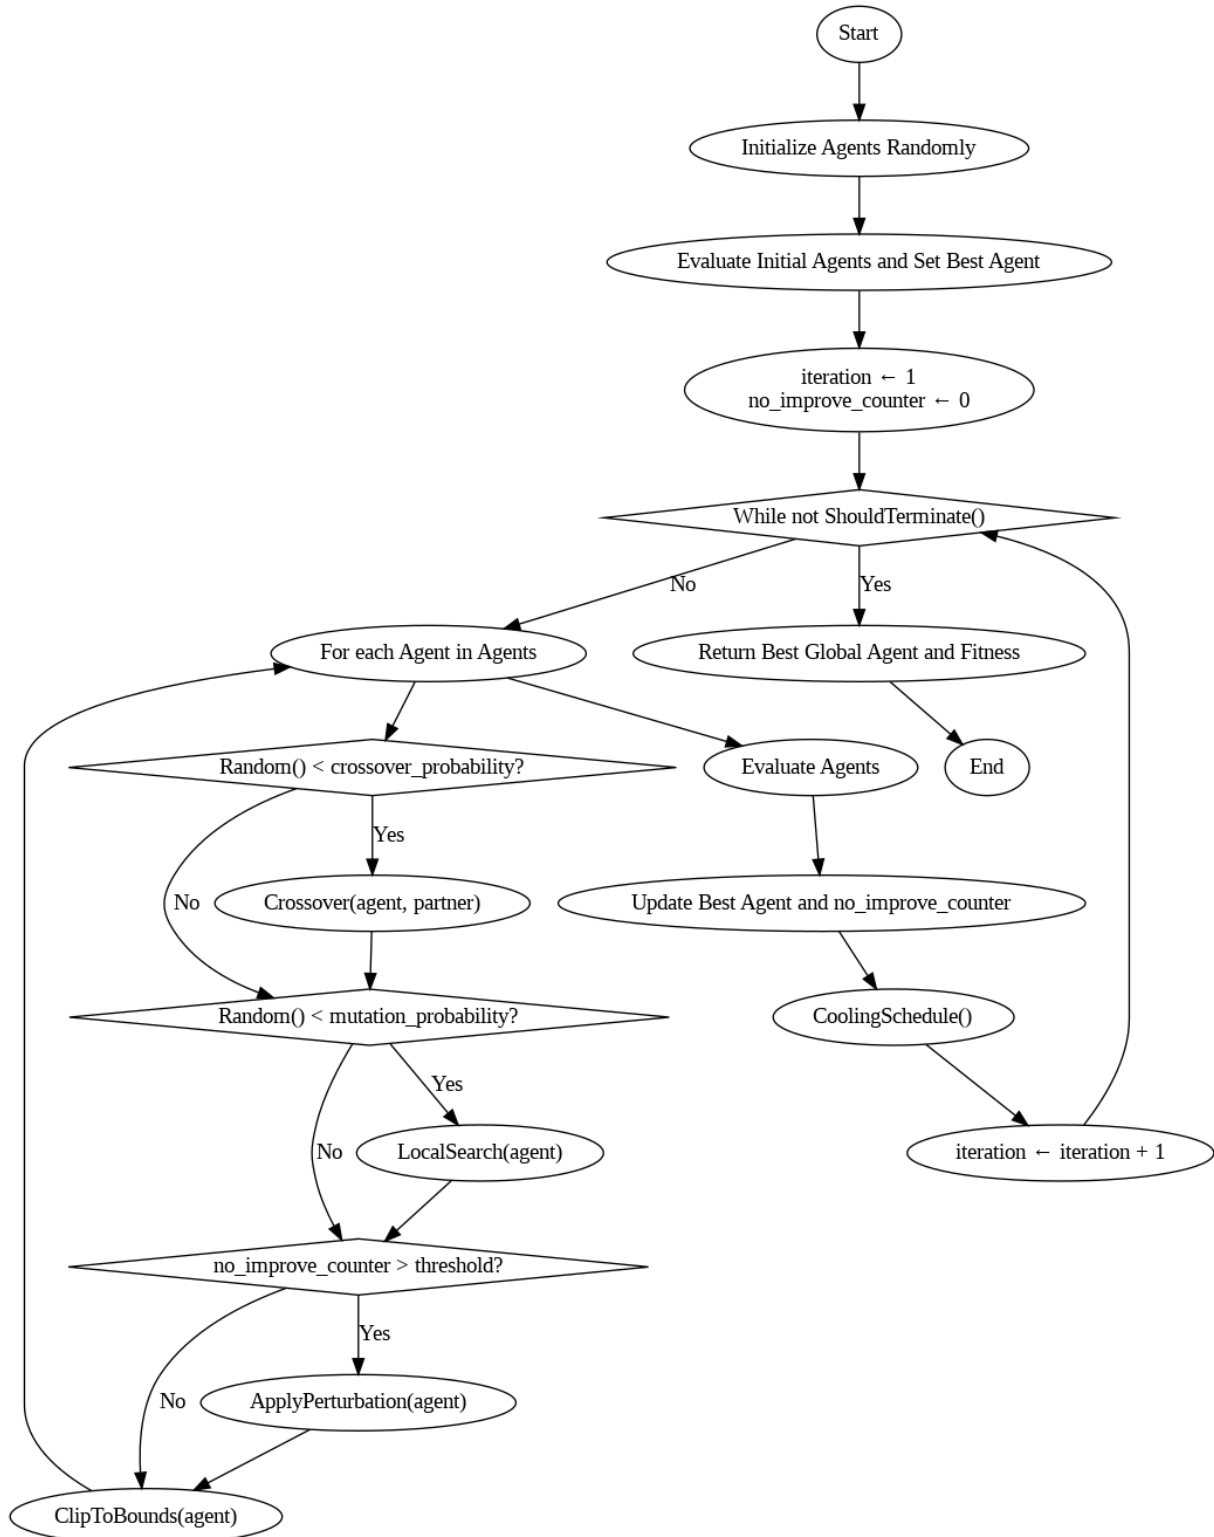 Start
Initialize Agents Randomly
Evaluate Initial Agents and Set Best Agent
iteration ← 1
no_improve_counter ← 0
While not ShouldTerminate()
No
Yes
For each Agent in Agents
Return Best Global Agent and Fitness
Random() < crossover_probability?
Evaluate Agents
End
Yes
No
Crossover(agent, partner)
Update Best Agent and no_improve_counter
Random() < mutation_probability?
CoolingSchedule()
Yes
No
LocalSearch(agent)
iteration ← iteration + 1
no_improve_counter > threshold?
Yes
No
ApplyPerturbation(agent)
ClipToBounds(agent)